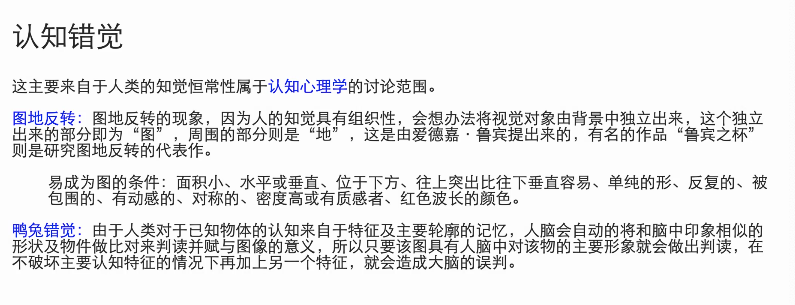 认知错觉
这主要来自于人类的知觉恒常性属于认知心理学的讨论范围。
图地反转：图地反转的现象，因为人的知觉具有组织性，会想办法将视觉对象由背景中独立出来，这个独立
出来的部分即为“图”，周围的部分则是“地”，这是由爱德嘉·鲁宾提出来的，有名的作品“鲁宾之杯”
则是研究图地反转的代表作。
易成为图的条件：面积小、水平或垂直、位于下方、往上突出比往下垂直容易、单纯的形、反复的、被
包围的、有动感的、对称的、密度高或有质感者、红色波长的颜色。
鸭兔错觉：由于人类对于已知物体的认知来自于特征及主要轮廓的记忆，人脑会自动的将和脑中印象相似的
形状及物件做比对来判读并赋与图像的意义，所以只要该图具有人脑中对该物的主要形象就会做出判读，在
不破坏主要认知特征的情况下再加上另一个特征，就会造成大脑的误判。